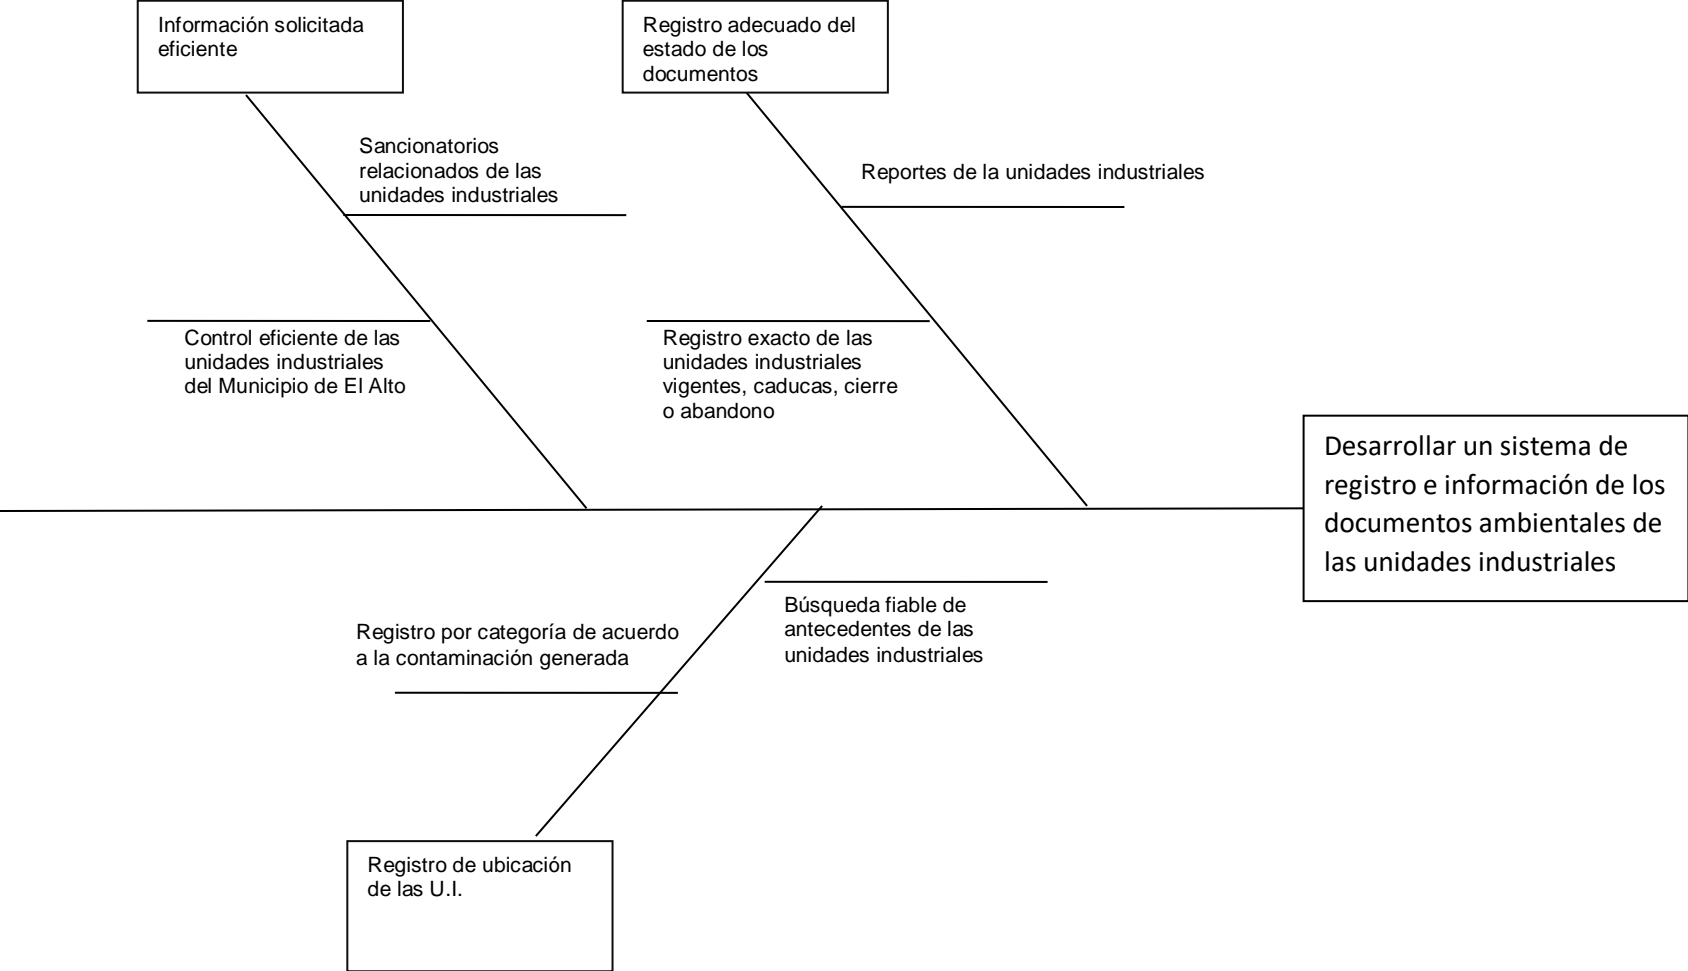 Información solicitada
eficiente
Registro adecuado del
estado de los
documentos
Sancionatorios
relacionados de las
unidades industriales
Reportes de la unidades industriales
Control eficiente de las
unidades industriales
del Municipio de El Alto
Registro exacto de las
unidades industriales
vigentes, caducas, cierre
o abandono
Desarrollar un sistema de
registro e información de los
documentos ambientales de
las unidades industriales
Registro por categoría de acuerdo
a la contaminación generada
Búsqueda fiable de
antecedentes de las
unidades industriales
Registro de ubicación
de las U.I.